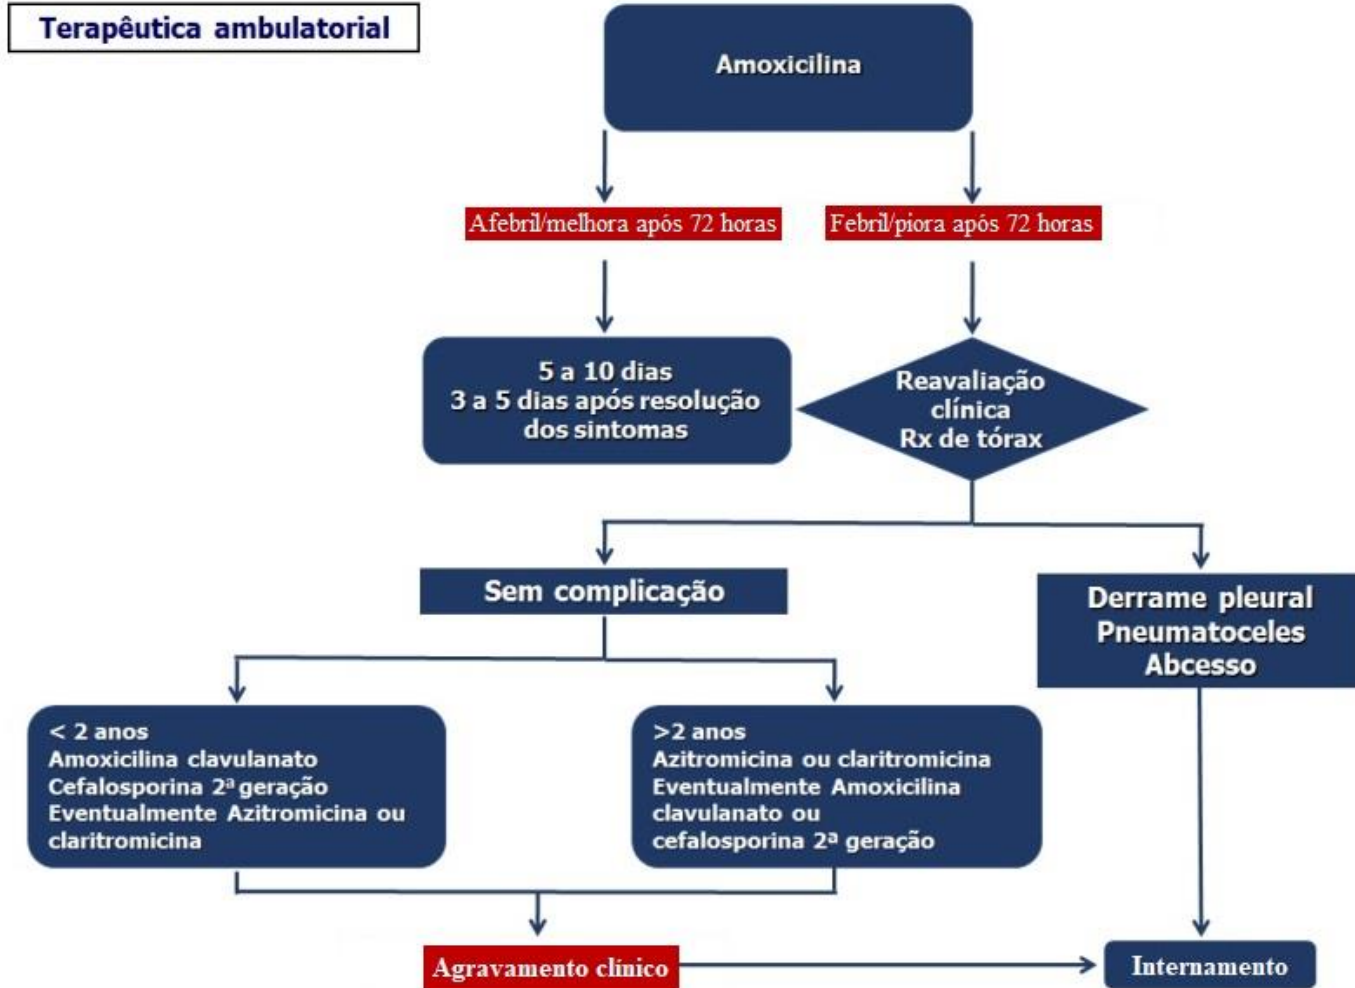 Terapêutica ambulatorial
Amoxicilina
Afebril/melhora após 72 horas
Febril/piora após 72 horas
5 a 10 dias
3 a 5 dias após resolução
dos sintomas
Reavaliação
clínica
Rx de tórax
Sem complicação
Derrame pleural
Pneumatoceles
Abcesso
< 2 anos
Amoxicilina clavulanato
Cefalosporina 2ª geração
Eventualmente Azitromicina ou
claritromicina
>2 anos
Azitromicina ou claritromicina
Eventualmente Amoxicilina
clavulanato ou
cefalosporina 2ª geração
Agravamento clínico
Internamento